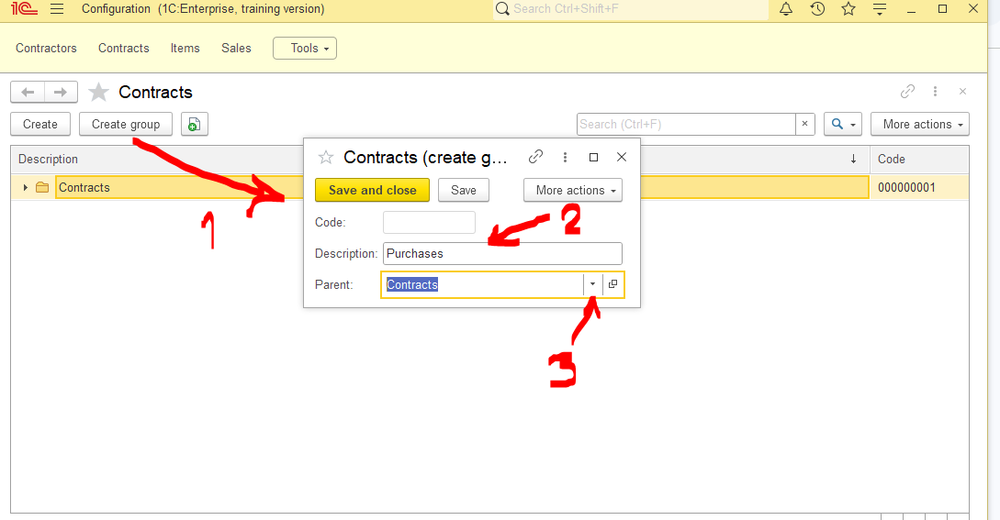 1C Configuration (1C:Enterprise, training version) Search Ctrl+Shift+F
Contractors Contracts Items Sales Tools
Contracts
Create Create group Search (Ctrl+F) × More actions
Description ↓ Code
Contracts 000000001
Contracts (create g...
Save and close Save More actions
Code:
Description: Purchases
Parent: Contracts
1
2
3